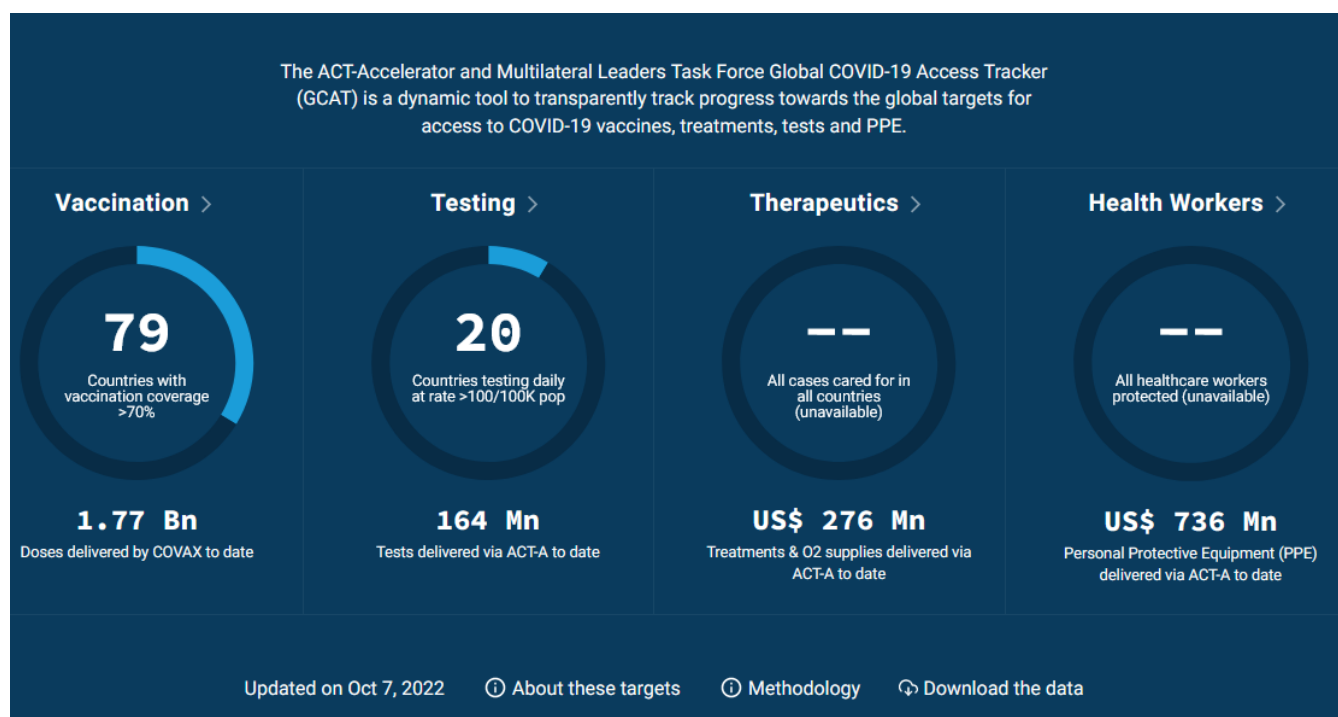 The ACT-Accelerator and Multilateral Leaders Task Force Global COVID-19 Access Tracker
(GCAT) is a dynamic tool to transparently track progress towards the global targets for
access to COVID-19 vaccines, treatments, tests and PPE.
Vaccination >
79
Countries with
vaccination coverage
>70%
1.77 Bn
Doses delivered by COVAX to date
Testing >
20
Countries testing daily
at rate >100/100K pop
164 Mn
Tests delivered via ACT-A to date
Therapeutics >
--
All cases cared for in
all countries
(unavailable)
US$ 276 Mn
Treatments & O2 supplies delivered via
ACT-A to date
Health Workers >
--
All healthcare workers
protected (unavailable)
US$ 736 Mn
Personal Protective Equipment (PPE)
delivered via ACT-A to date
Updated on Oct 7, 2022 About these targets Methodology Download the data